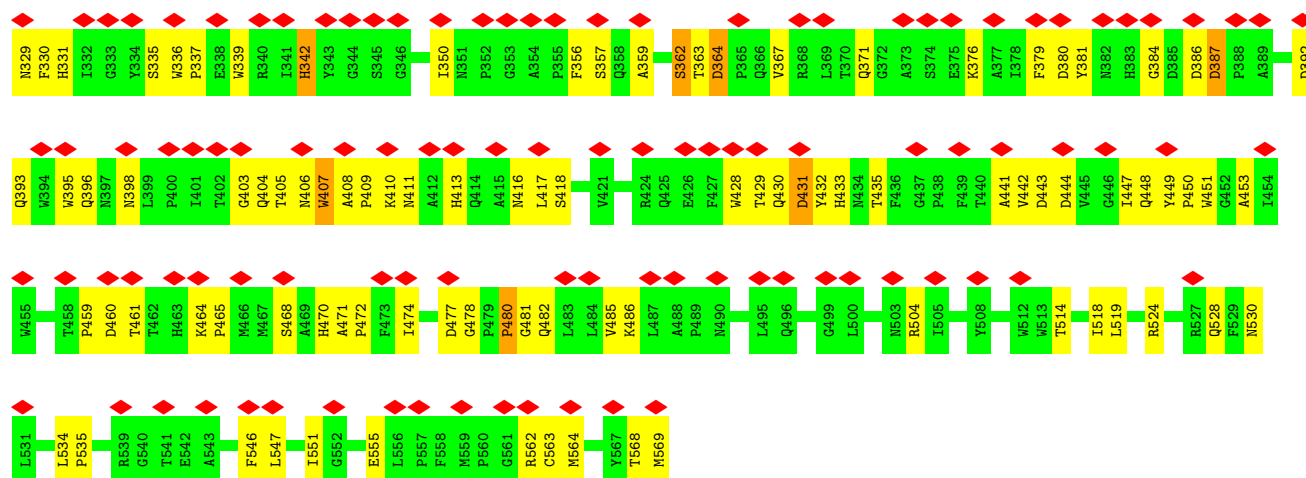 N329 F330 H331 I332 G333 Y334 S335 W336 P337 E338 W339 R340 I341 H342 Y343 G344 S345 G346 I350 N351 P352 G353 A354 P355 F356 S357 Q358 A359 S362 T363 D364 P365 Q366 V367 R368 L369 T370 Q371 G372 A373 S374 E375 K376 A377 I378 F379 D380 Y381 N382 H383 G384 D385 D386 D387 P388 A389 D392
Q393 W394 W395 Q396 N397 N398 L399 P400 I401 T402 G403 Q404 T405 N406 W407 A408 P409 K410 N411 A412 H413 Q414 A415 N416 L417 S418 V421 R424 Q425 E426 F427 W428 T429 Q430 D431 Y432 H433 N434 T435 F436 G437 P438 F439 T440 A441 V442 D443 D444 V445 G446 I447 Q448 Y449 P450 W451 G452 A453 I454
W455 T458 P459 D460 T461 T462 H463 K464 P465 M466 M467 S468 A469 H470 A471 P472 F473 I474 D477 G478 P479 P480 G481 Q482 L483 L484 V485 K486 L487 A488 P489 N490 L495 Q496 G499 L500 N503 R504 I505 Y508 W512 W513 T514 I518 L519 R524 R527 Q528 F529 N530
L531 L534 P535 R539 G540 T541 E542 A543 F546 L547 I551 G552 E555 L556 P557 F558 M559 P560 G561 R562 C563 M564 Y567 T568 M569